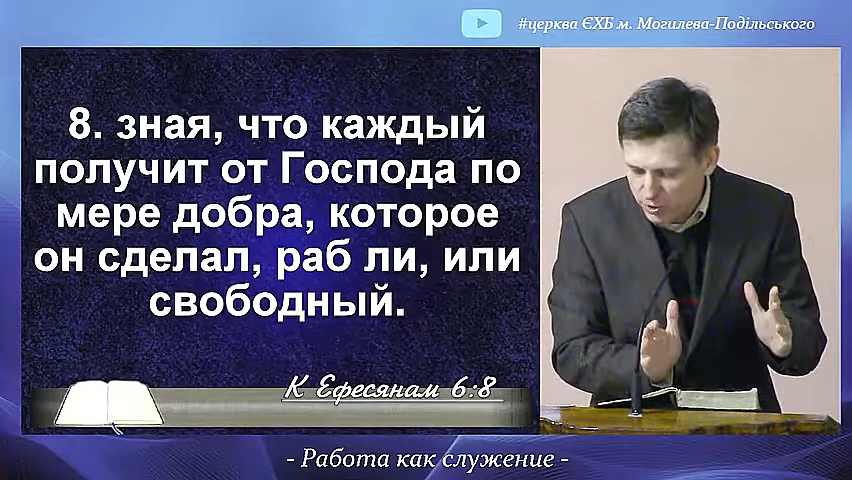 #церква ЄХБ м. Могилева-Подільського
8. зная, что каждый
получит от Господа по
мере добра, которое
он сделал, раб ли, или
свободный.
К Ефесянам 6:8
- Работа как служение -